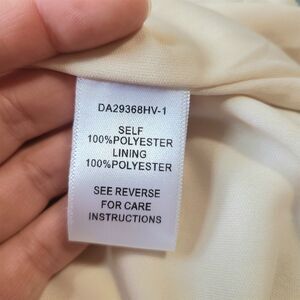 DA29368HV-1
SELF
100%POLYESTER
LINING
100%POLYESTER
SEE REVERSE
FOR CARE
INSTRUCTIONS